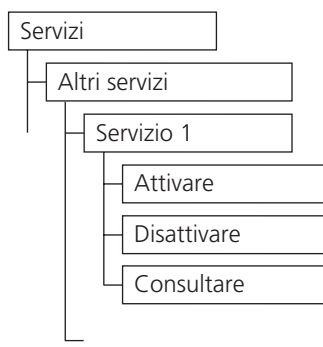 Servizi
Altri servizi
Servizio 1
Attivare
Disattivare
Consultare